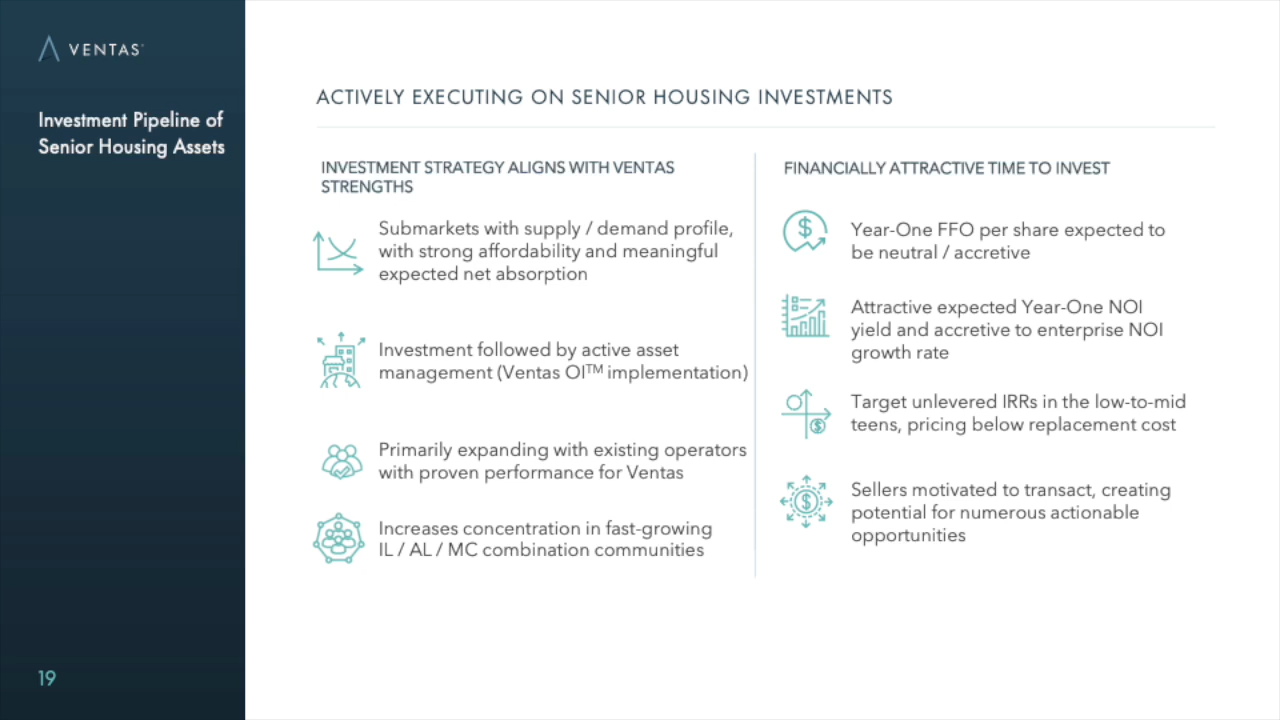 VENTAS
Investment Pipeline of
Senior Housing Assets
ACTIVELY EXECUTING ON SENIOR HOUSING INVESTMENTS
INVESTMENT STRATEGY ALIGNS WITH VENTAS
STRENGTHS
Submarkets with supply / demand profile,
with strong affordability and meaningful
expected net absorption
Investment followed by active asset
management (Ventas OI™ implementation)
Primarily expanding with existing operators
with proven performance for Ventas
Increases concentration in fast-growing
IL / AL / MC combination communities
FINANCIALLY ATTRACTIVE TIME TO INVEST
$
Year-One FFO per share expected to
be neutral / accretive
Attractive expected Year-One NOI
yield and accretive to enterprise NOI
growth rate
$
Target unlevered IRRs in the low-to-mid
teens, pricing below replacement cost
$
Sellers motivated to transact, creating
potential for numerous actionable
opportunities
19